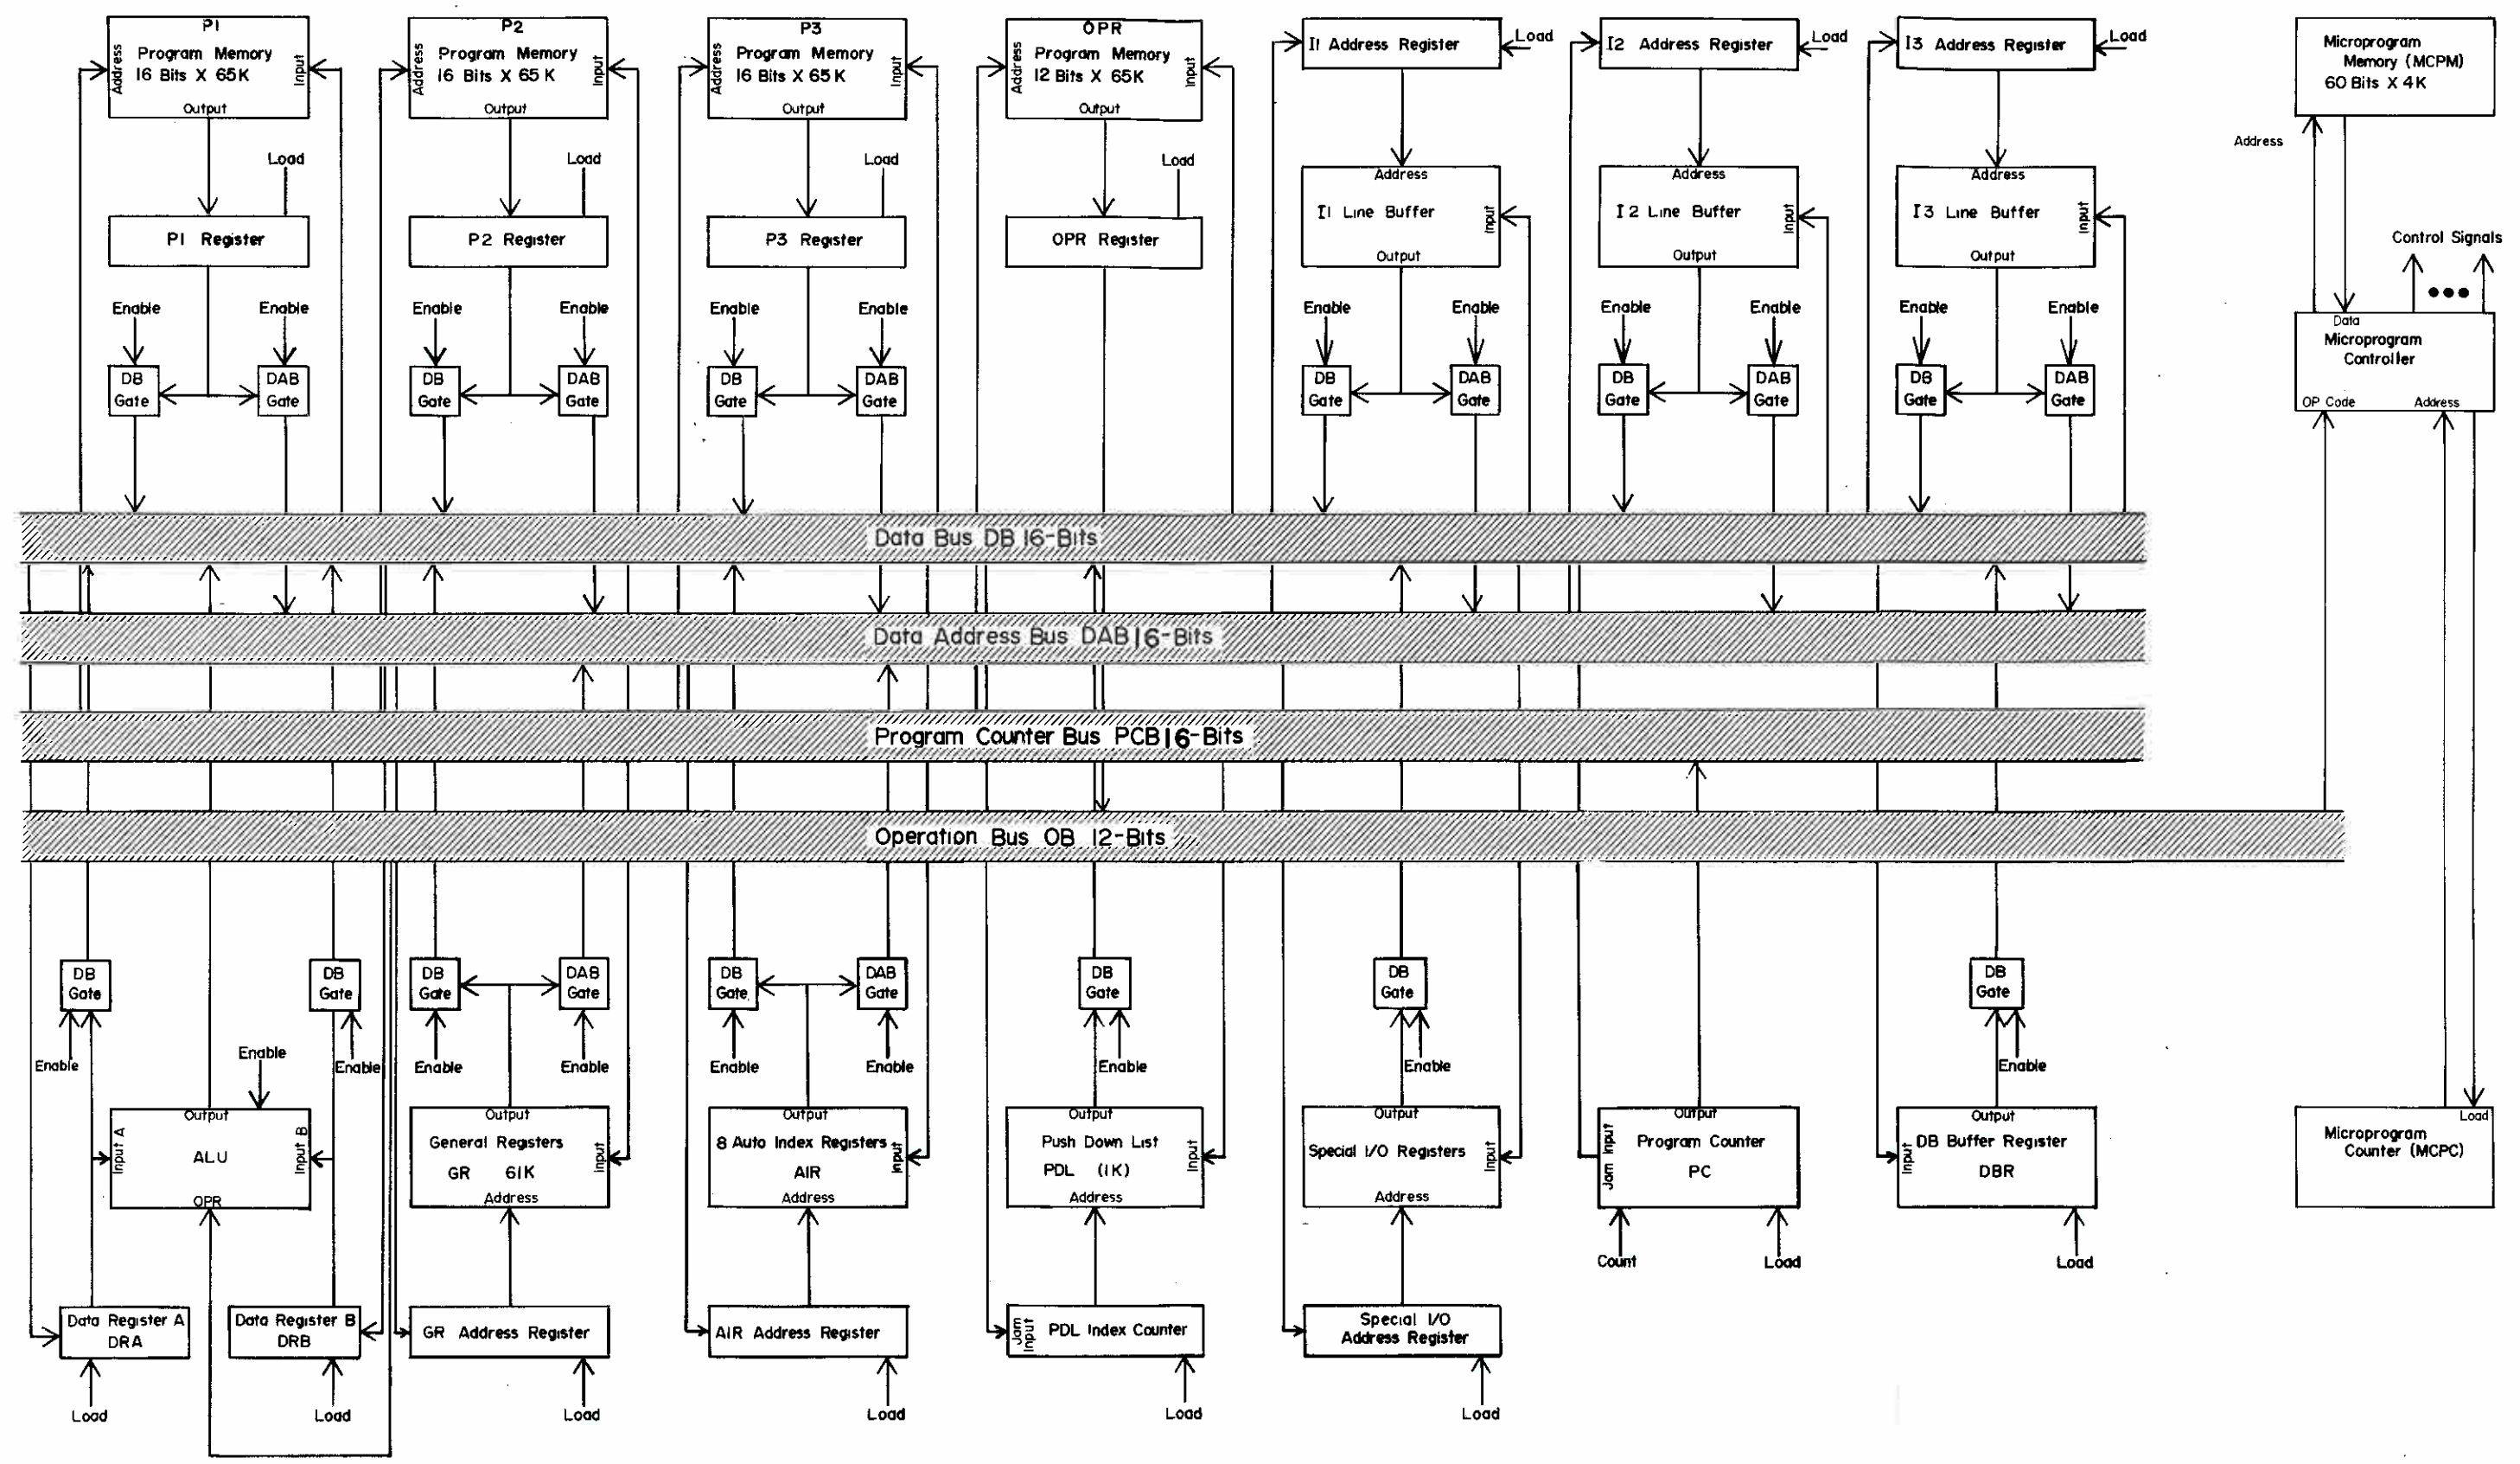 P1
Program Memory
16 Bits X 65K
Address
Input
Output
P2
Program Memory
16 Bits X 65K
Address
Input
Output
P3
Program Memory
16 Bits X 65K
Address
Input
Output
OPR
Program Memory
12 Bits X 65K
Address
Input
Output
I1 Address Register
Load
I2 Address Register
Load
I3 Address Register
Load
Microprogram
Memory (MCPM)
60 Bits X 4K
Address
Load
P1 Register
Load
P2 Register
Load
P3 Register
Load
OPR Register
Address
I1 Line Buffer
Input
Output
Address
I2 Line Buffer
Input
Output
Address
I3 Line Buffer
Input
Output
Control Signals
Enable
Enable
Enable
Enable
Enable
Enable
Enable
Enable
Enable
Enable
Enable
Enable
DB
Gate
DAB
Gate
DB
Gate
DAB
Gate
DB
Gate
DAB
Gate
DB
Gate
DAB
Gate
DB
Gate
DAB
Gate
DB
Gate
DAB
Gate
Data
Microprogram
Controller
OP Code
Address
Data Bus DB 16-Bits
Data Address Bus DAB 16-Bits
Program Counter Bus PCB 16-Bits
Operation Bus OB 12-Bits
DB
Gate
DB
Gate
DB
Gate
DAB
Gate
DB
Gate
DAB
Gate
DB
Gate
DB
Gate
DB
Gate
Enable
Enable
Enable
Enable
Enable
Enable
Enable
Enable
Enable
Enable
Output
Input A
ALU
Input B
OPR
Output
General Registers
GR 61K
Input
Address
Output
8 Auto Index Registers
AIR
Input
Address
Output
Push Down List
PDL (1K)
Input
Address
Output
Special I/O Registers
Input
Address
Output
Jam Input
Program Counter
PC
Output
Input
DB Buffer Register
DBR
Load
Microprogram
Counter (MCPC)
Count
Load
Load
Data Register A
DRA
Data Register B
DRB
GR Address Register
AIR Address Register
Jam
Input
PDL Index Counter
Special I/O
Address Register
Load
Load
Load
Load
Load
Load